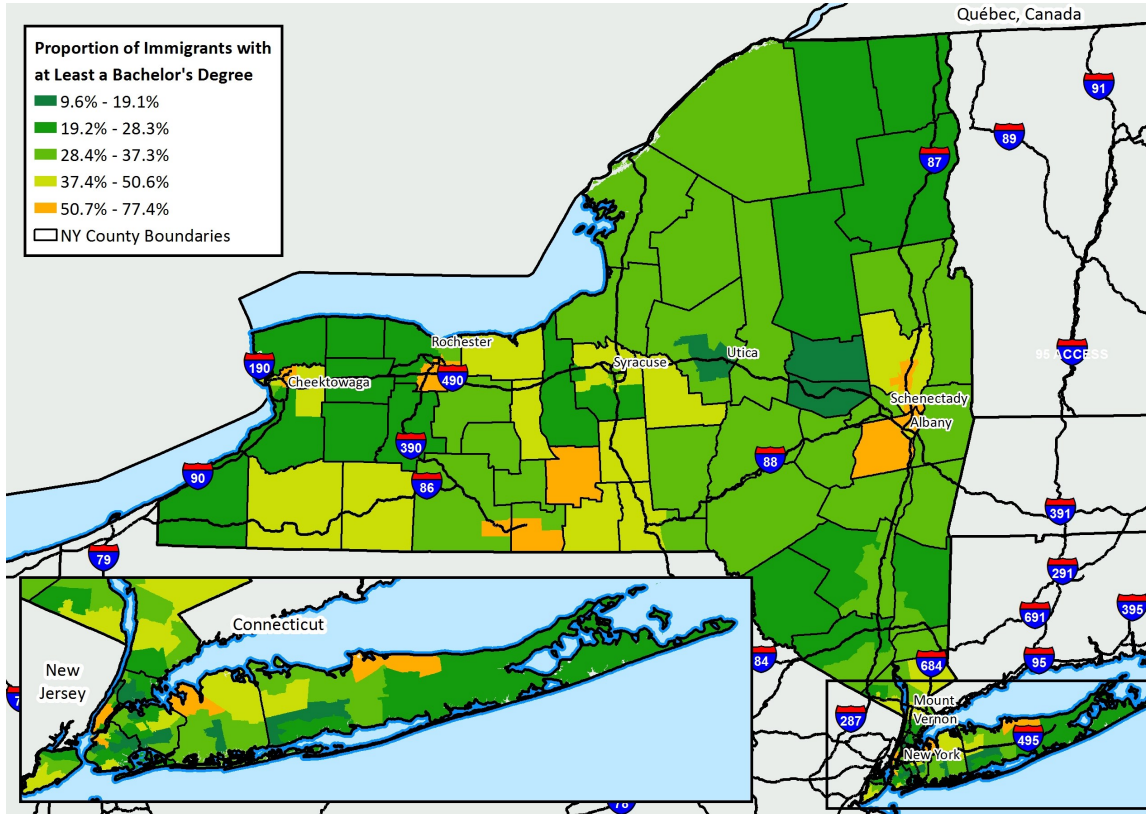 Québec, Canada
Proportion of Immigrants with
at Least a Bachelor's Degree
9.6% - 19.1%
19.2% - 28.3%
28.4% - 37.3%
37.4% - 50.6%
50.7% - 77.4%
NY County Boundaries
91
89
87
Rochester
95 ACCESS
Utica
Syracuse
190
490
Cheektowaga
Schenectady
Albany
390
88
90
86
391
79
291
395
691
Connecticut
84
684
95
New
Jersey
Mount
Vernon
287
495
New York
78